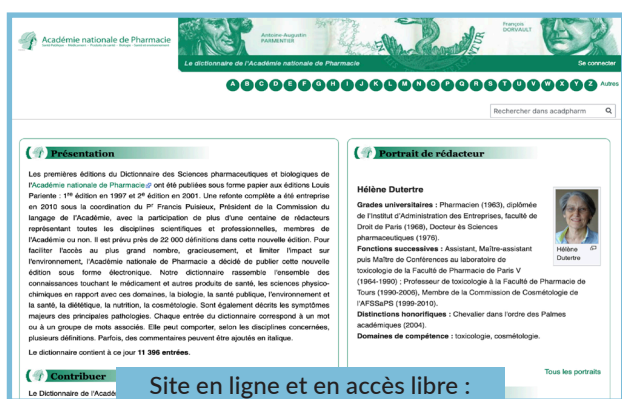 Académie nationale de Pharmacie
Antoine-Augustin
PARMENTIER
François
DORVAULT
Le dictionnaire de l'Académie nationale de Pharmacie
Se connecter
A B C D E F G H I J K L M N O P Q R S T U V W X Y Z Autres
Rechercher dans acadpharm
Présentation
Les premières éditions du Dictionnaire des Sciences pharmaceutiques et biologiques de
l'Académie nationale de Pharmacie ont été publiées sous forme papier aux éditions Louis
Pariente : 1ère édition en 1997 et 2e édition en 2001. Une refonte complète a été entreprise
en 2010 sous la coordination du Pr Francis Puisieux, Président de la Commission du
langage de l'Académie, avec la participation de plus d'une centaine de rédacteurs
représentant toutes les disciplines scientifiques et professionnelles, membres de
l'Académie ou non. Il est prévu près de 22 000 définitions dans cette nouvelle édition. Pour
faciliter l'accès au plus grand nombre, gracieusement, et limiter l'impact sur
l'environnement, l'Académie nationale de Pharmacie a décidé de publier cette nouvelle
édition sous forme électronique. Notre dictionnaire rassemble l'ensemble des
connaissances touchant le médicament et autres produits de santé, les sciences physico-
chimiques en rapport avec ces domaines, la biologie, la santé publique, l'environnement et
la santé, la diététique, la nutrition, la cosmétologie. Sont également décrits les symptômes
majeurs des principales pathologies. Chaque entrée du dictionnaire correspond à un mot
ou à un groupe de mots associés. Elle peut comporter, selon les disciplines concernées,
plusieurs définitions. Parfois, des commentaires peuvent être ajoutés en italique.
Le dictionnaire contient à ce jour 11 396 entrées.
Contribuer
Le Dictionnaire de l'Acadé
Portrait de rédacteur
Hélène Dutertre
Grades universitaires : Pharmacien (1963), diplômée
de l'Institut d'Administration des Entreprises, faculté de
Droit de Paris (1968), Docteur ès Sciences
pharmaceutiques (1976).
Fonctions successives : Assistant, Maître-assistant
puis Maître de Conférences au laboratoire de
toxicologie de la Faculté de Pharmacie de Paris V
(1964-1990) ; Professeur de toxicologie à la Faculté de Pharmacie de
Tours (1990-2006), Membre de la Commission de Cosmétologie de
l'AFSSaPS (1999-2010).
Distinctions honorifiques : Chevalier dans l'ordre des Palmes
académiques (2004).
Domaines de compétence : toxicologie, cosmétologie.
Hélène
Dutertre
Tous les portraits
Site en ligne et en accès libre :